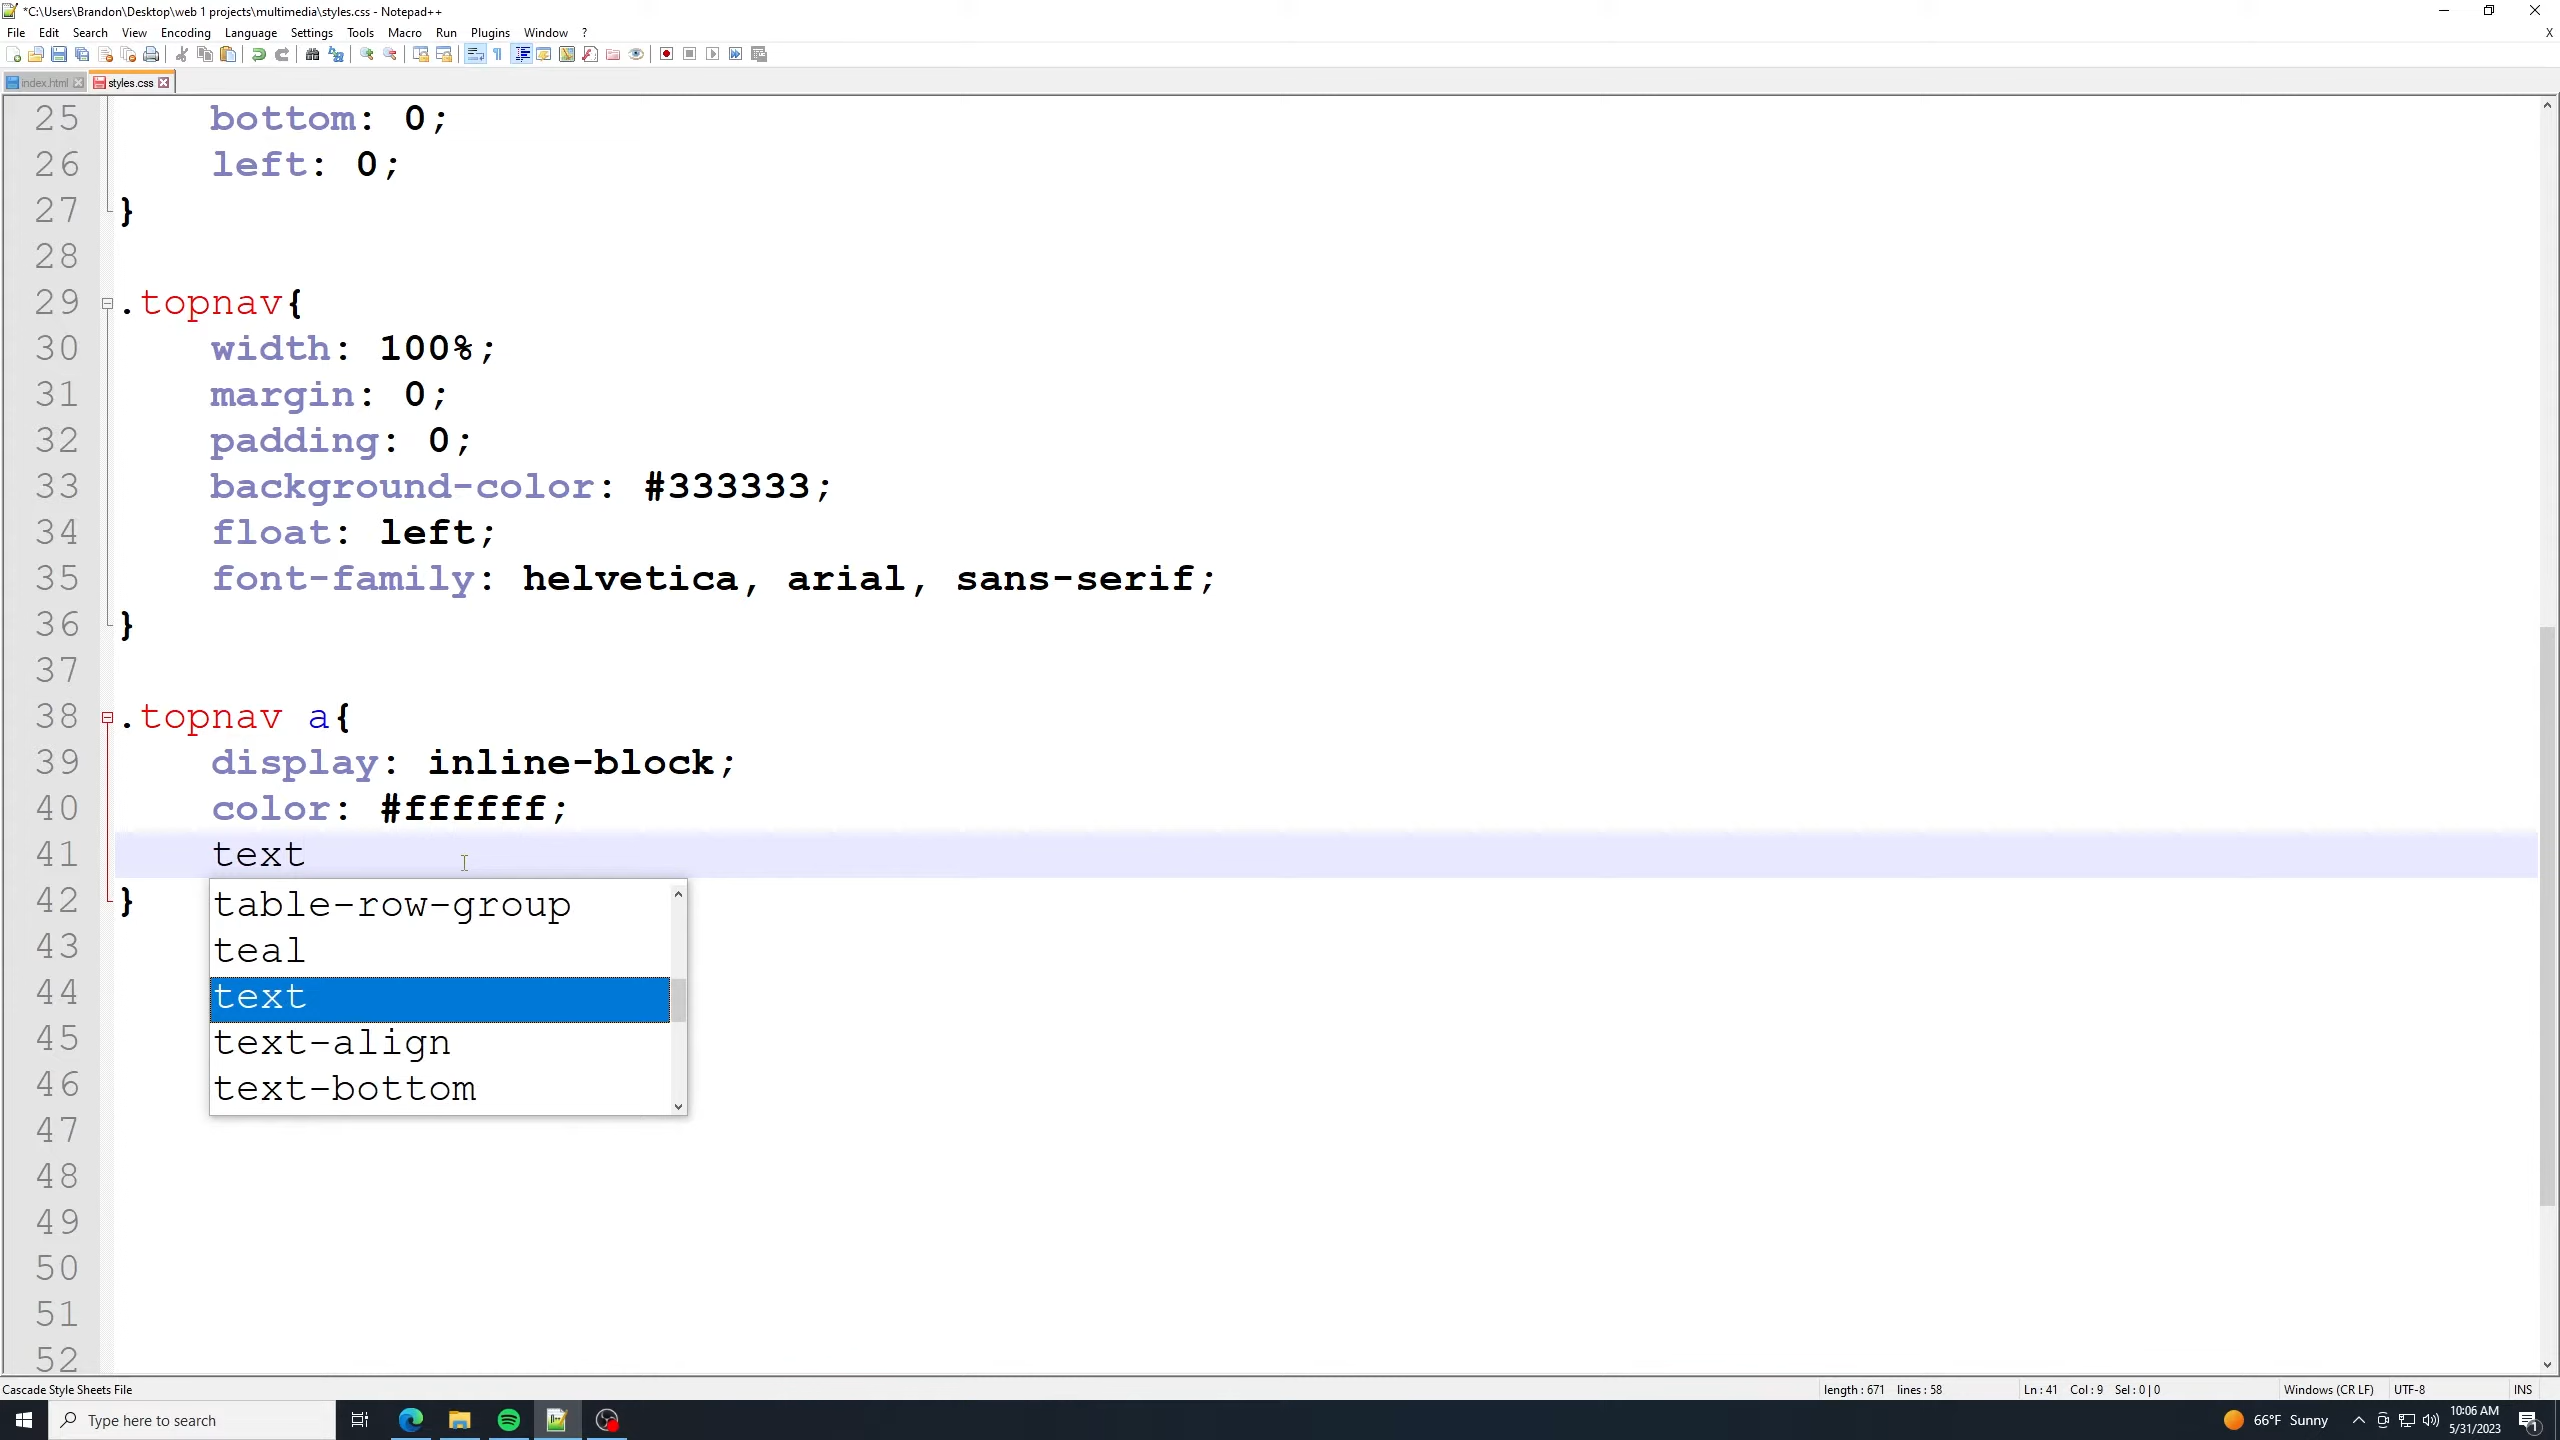 *C:\Users\Brandon\Desktop\web 1 projects\multimedia\styles.css - Notepad++
File Edit Search View Encoding Language Settings Tools Macro Run Plugins Window ? X
index.html styles.css
25 bottom: 0;
26 left: 0;
27 }
28
29 .topnav{
30 width: 100%;
31 margin: 0;
32 padding: 0;
33 background-color: #333333;
34 float: left;
35 font-family: helvetica, arial, sans-serif;
36 }
37
38 .topnav a{
39 display: inline-block;
40 color: #ffffff;
41 text
42 }
table-row-group
43
teal
44
text
45
text-align
46
text-bottom
47
48
49
50
51
52
Cascade Style Sheets File length : 671 lines : 58 Ln : 41 Col : 9 Sel : 0 | 0 Windows (CR LF) UTF-8 INS
Type here to search 66°F Sunny 10:06 AM
5/31/2023 1